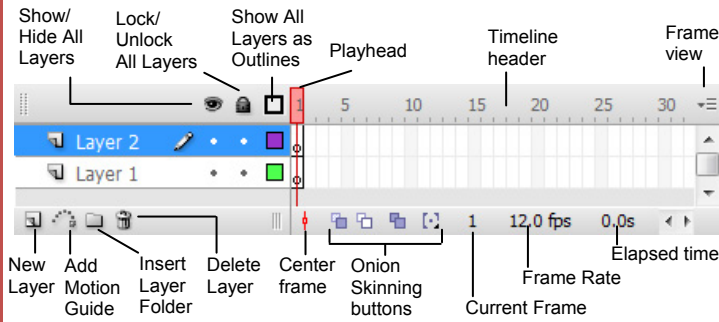 Show/
Hide All
Layers
Lock/
Unlock
All Layers
Show All
Layers as
Outlines
Playhead
Timeline
header
Frame
view
1 5 10 15 20 25 30
Layer 2
Layer 1
1 12.0 fps 0.0s
New
Layer
Add
Motion
Guide
Insert
Layer
Folder
Delete
Layer
Center
frame
Onion
Skinning
buttons
Current Frame
Frame Rate
Elapsed time